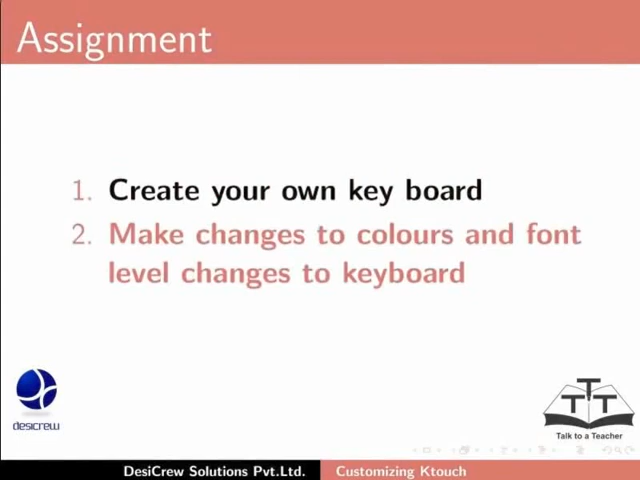 Assignment
1. Create your own key board
2. Make changes to colours and font
level changes to keyboard
desicrew
TTT
Talk to a Teacher
DesiCrew Solutions Pvt.Ltd. Customizing Ktouch